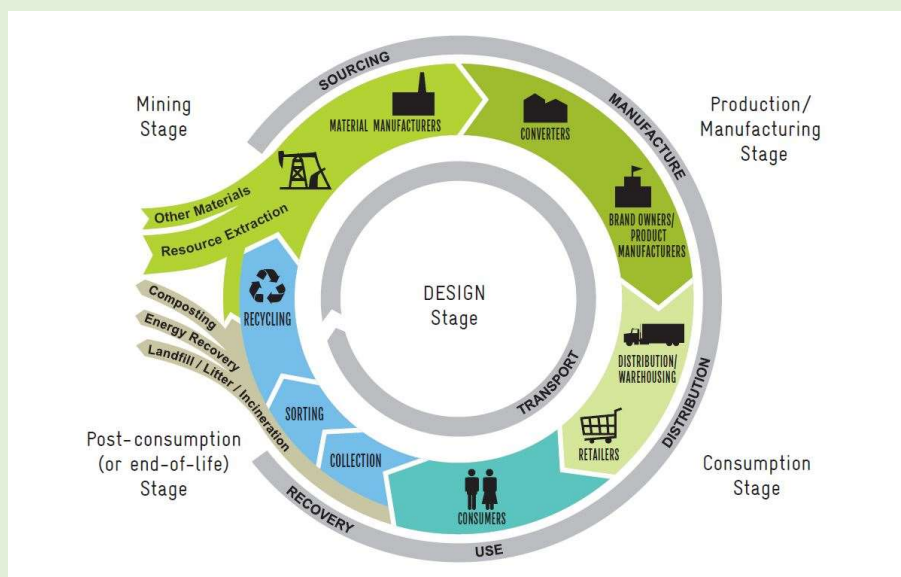 Mining
Stage
SOURCING
MATERIAL MANUFACTURERS
CONVERTERS
MANUFACTURE
Production/
Manufacturing
Stage
BRAND OWNERS/
PRODUCT
MANUFACTURERS
Other Materials
Resource Extraction
RECYCLING
DESIGN
Stage
Composting
Energy Recovery
Landfill / Litter / Incineration
TRANSPORT
DISTRIBUTION/
WAREHOUSING
DISTRIBUTION
SORTING
COLLECTION
RETAILERS
Post-consumption
(or end-of-life)
Stage
Consumption
Stage
CONSUMERS
RECOVERY
USE